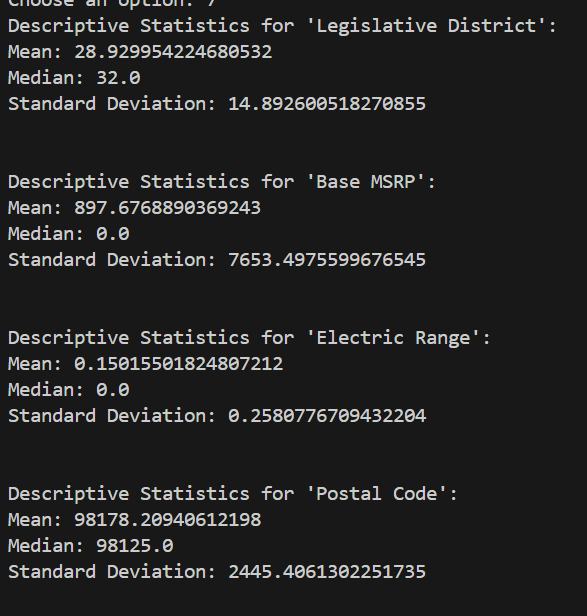 Choose an option: 7
Descriptive Statistics for 'Legislative District':
Mean: 28.929954224680532
Median: 32.0
Standard Deviation: 14.892600518270855
Descriptive Statistics for 'Base MSRP':
Mean: 897.6768890369243
Median: 0.0
Standard Deviation: 7653.4975599676545
Descriptive Statistics for 'Electric Range':
Mean: 0.15015501824807212
Median: 0.0
Standard Deviation: 0.2580776709432204
Descriptive Statistics for 'Postal Code':
Mean: 98178.20940612198
Median: 98125.0
Standard Deviation: 2445.4061302251735